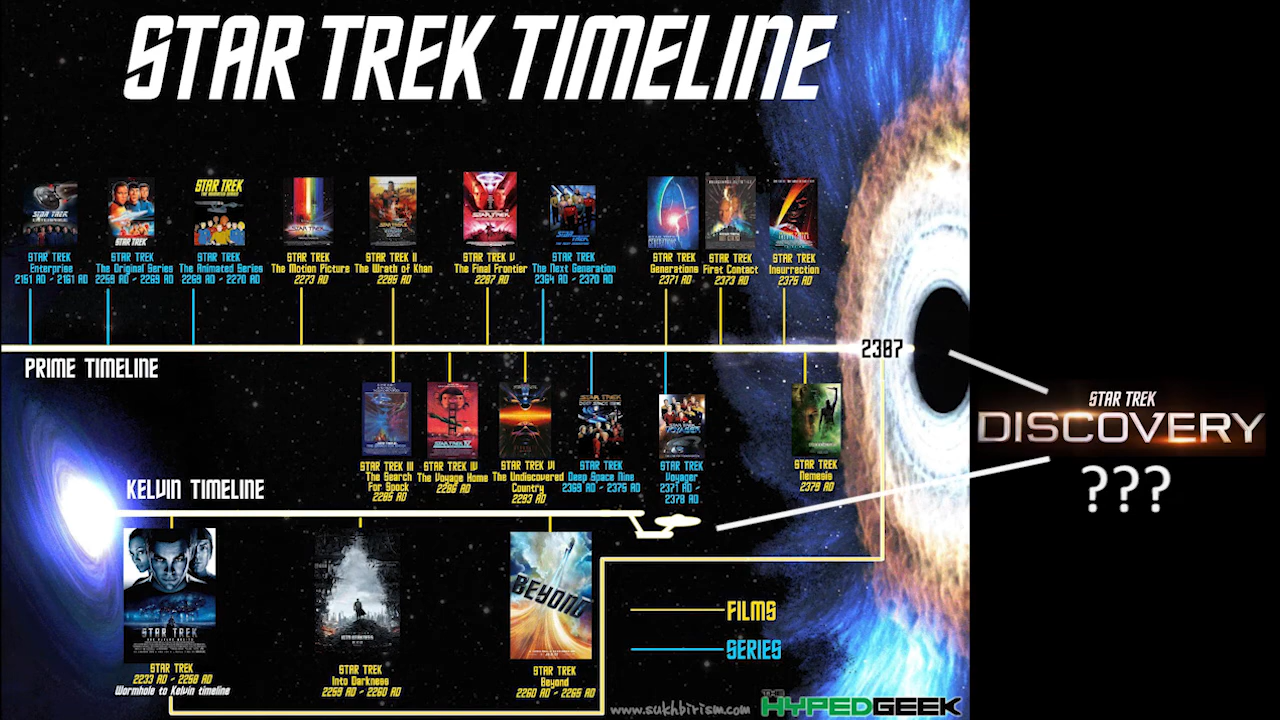 STAR TREK TIMELINE
STAR TREK
Enterprise
2151 AD - 2161 AD
STAR TREK
The Original Series
2259 AD - 2269 AD
STAR TREK
The Animated Series
2269 AD - 2270 AD
STAR TREK
The Motion Picture
2273 AD
STAR TREK II
The Wrath of Khan
2285 AD
STAR TREK V
The Final Frontier
2287 AD
STAR TREK
The Next Generation
2364 AD - 2370 AD
STAR TREK
Generations
2371 AD
STAR TREK
First Contact
2373 AD
STAR TREK
Insurrection
2375 AD
2387
PRIME TIMELINE
STAR TREK III
The Search
For Spock
2285 AD
STAR TREK IV
The Voyage Home
2286 AD
STAR TREK VI
The Undiscovered
Country
2293 AD
STAR TREK
Deep Space Nine
2369 AD - 2375 AD
STAR TREK
Voyager
2371 AD -
2378 AD
STAR TREK
Nemesis
2379 AD
STAR TREK
DISCOVERY
???
KELVIN TIMELINE
STAR TREK
BEYOND
STAR TREK
2233 AD - 2258 AD
Wormhole to Kelvin timeline
STAR TREK
Into Darkness
2259 AD - 2260 AD
STAR TREK
Beyond
2260 AD - 2265 AD
FILMS
SERIES
www.sukhbirism.com
THE
HYPEDGEEK